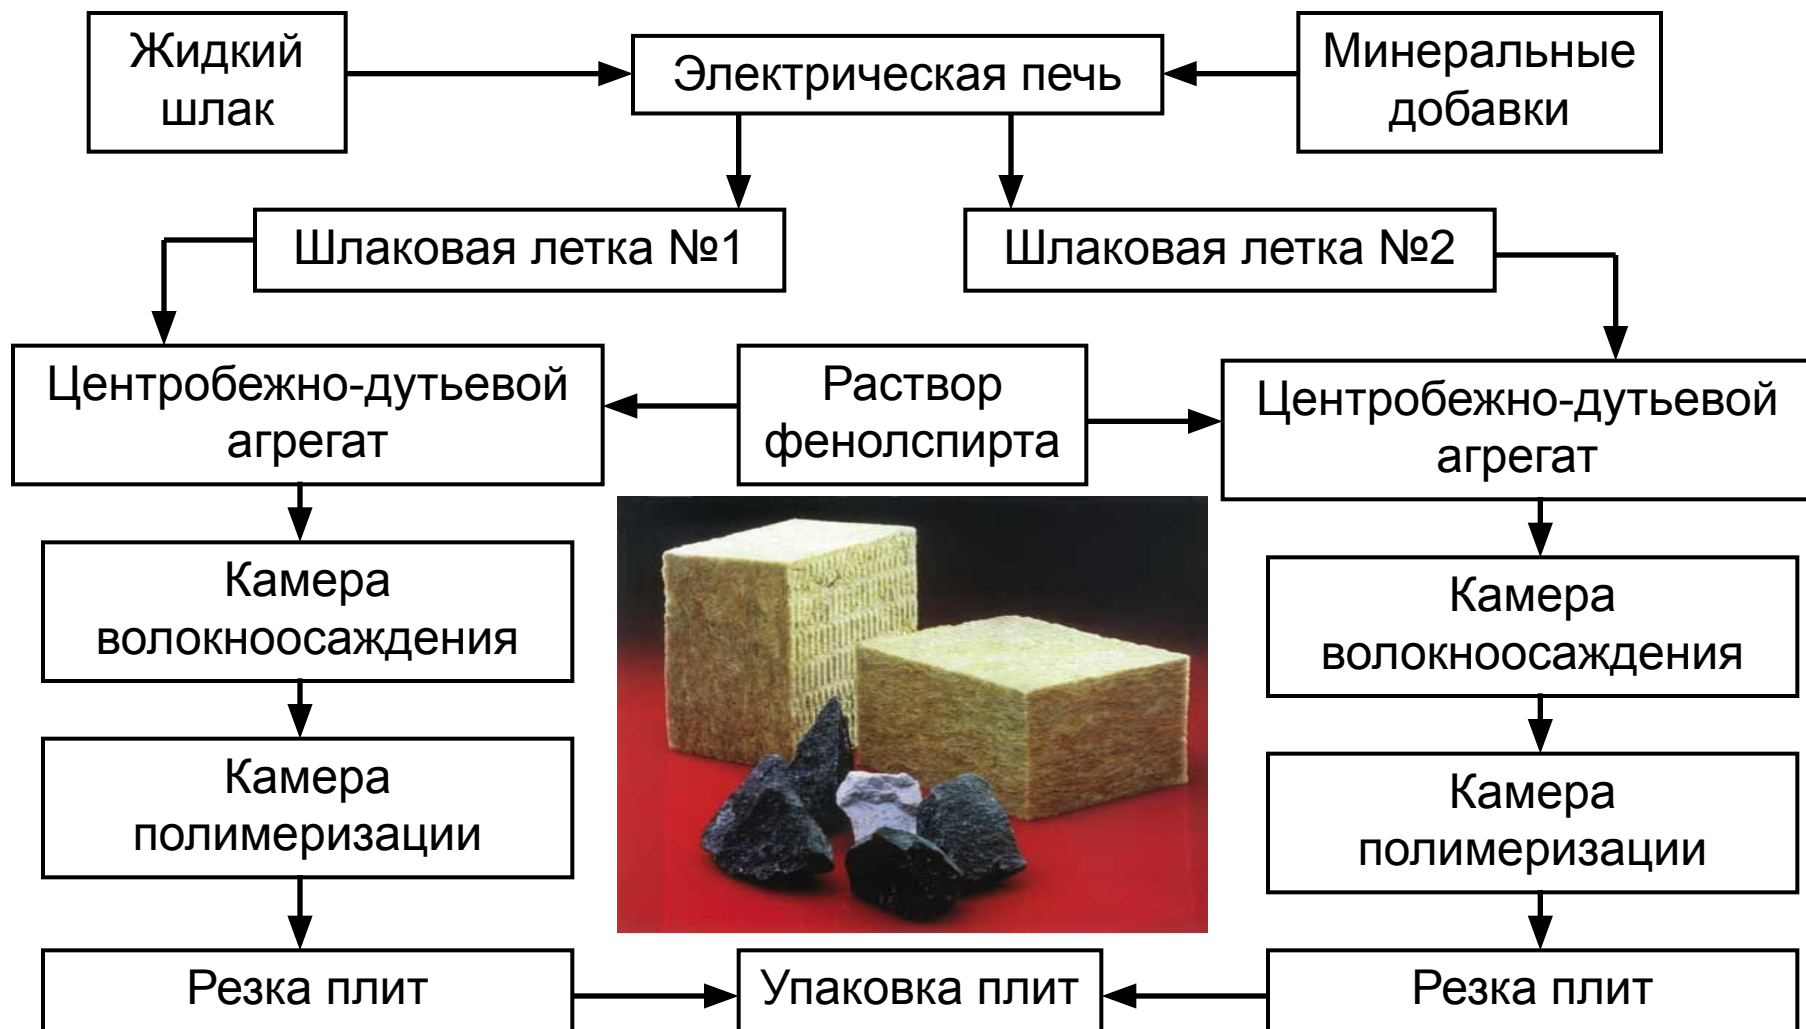 Жидкий
шлак
Электрическая печь
Минеральные
добавки
Шлаковая летка №1
Шлаковая летка №2
Центробежно-дутьевой
агрегат
Раствор
фенолспирта
Центробежно-дутьевой
агрегат
Камера
волокноосаждения
Камера
волокноосаждения
Камера
полимеризации
Камера
полимеризации
Резка плит
Упаковка плит
Резка плит